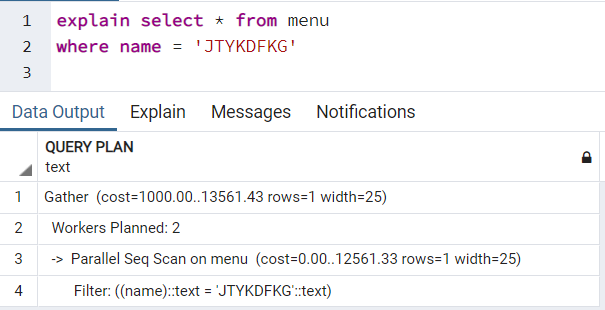 1 explain select * from menu
2 where name = 'JTYKDFKG'
3
Data Output Explain Messages Notifications
QUERY PLAN
text
1 Gather (cost=1000.00..13561.43 rows=1 width=25)
2 Workers Planned: 2
3 -> Parallel Seq Scan on menu (cost=0.00..12561.33 rows=1 width=25)
4 Filter: ((name)::text = 'JTYKDFKG'::text)